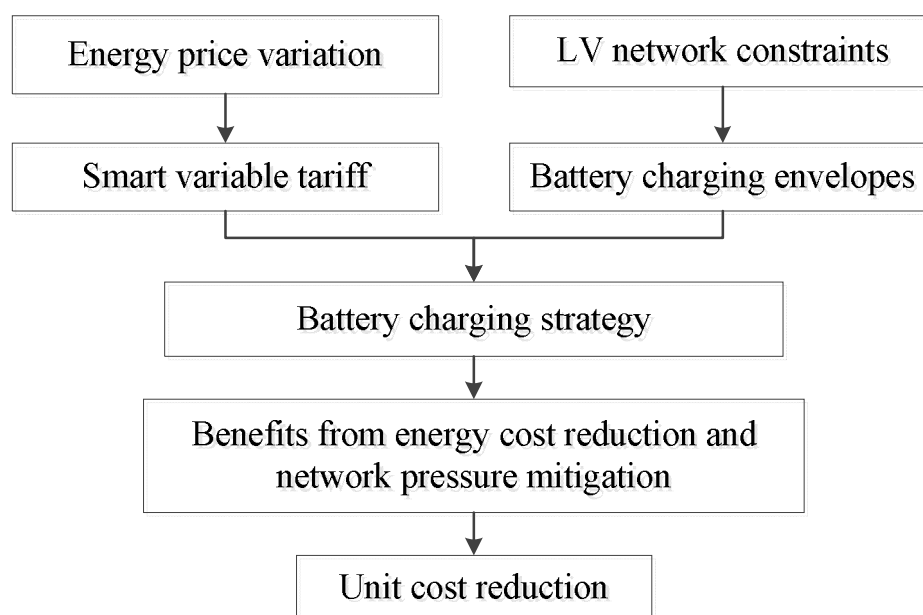 Energy price variation
LV network constraints
Smart variable tariff
Battery charging envelopes
Battery charging strategy
Benefits from energy cost reduction and
network pressure mitigation
Unit cost reduction